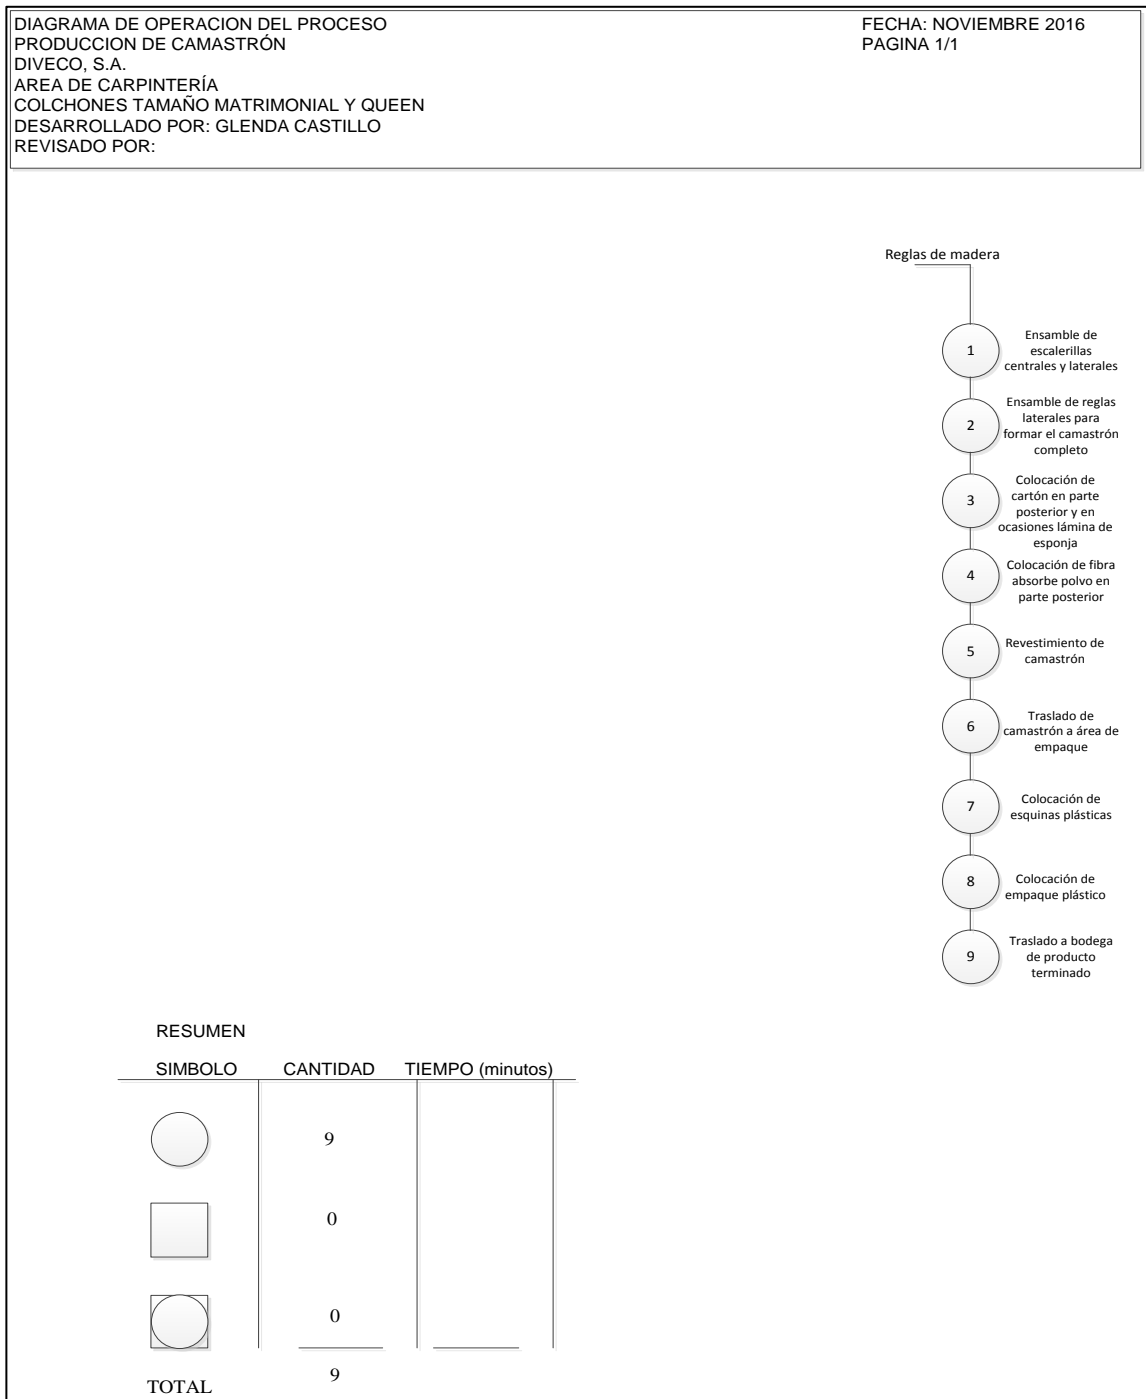 DIAGRAMA DE OPERACION DEL PROCESO
PRODUCCION DE CAMASTRÓN
DIVECO, S.A.
AREA DE CARPINTERÍA
COLCHONES TAMAÑO MATRIMONIAL Y QUEEN
DESARROLLADO POR: GLENDA CASTILLO
REVISADO POR:
FECHA: NOVIEMBRE 2016
PAGINA 1/1
Reglas de madera
1
Ensamble de
escalerillas
centrales y laterales
2
Ensamble de reglas
laterales para
formar el camastrón
completo
3
Colocación de
cartón en parte
posterior y en
ocasiones lámina de
esponja
4
Colocación de fibra
absorbe polvo en
parte posterior
5
Revestimiento de
camastrón
6
Traslado de
camastrón a área de
empaque
7
Colocación de
esquinas plásticas
8
Colocación de
empaque plástico
9
Traslado a bodega
de producto
terminado
RESUMEN
SIMBOLO CANTIDAD TIEMPO (minutos)
9
0
0
TOTAL 9